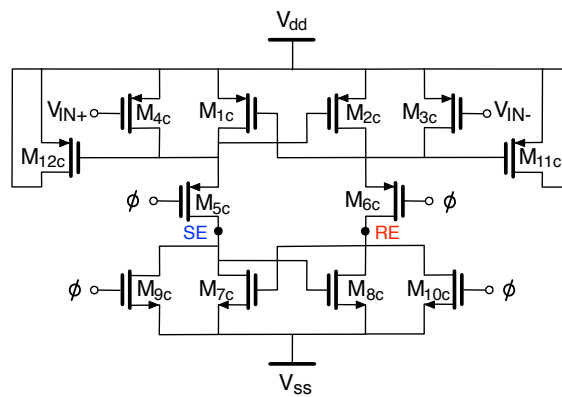 Vdd
VIN+ M4c M1c M2c M3c VIN-
M12c M11c
ϕ M5c M6c ϕ
SE RE
ϕ M9c M7c M8c M10c ϕ
Vss